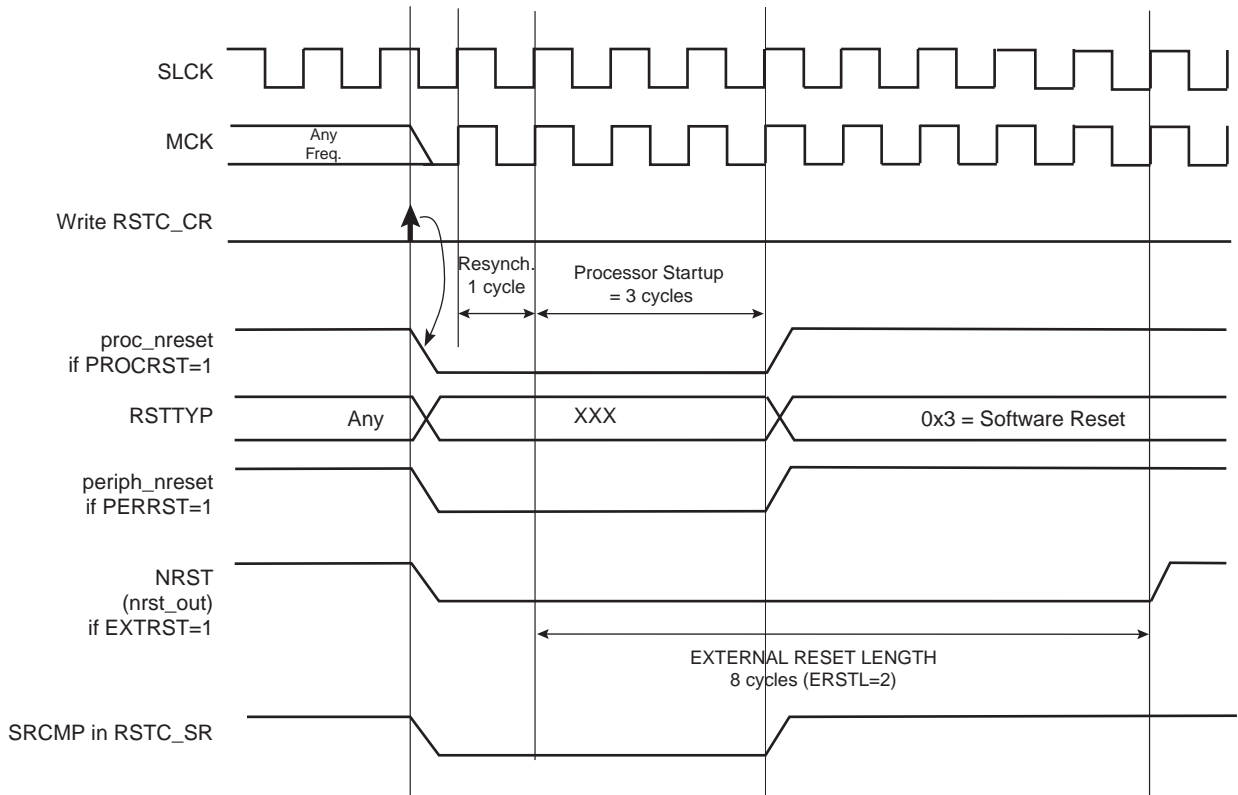 SLCK
MCK
Any
Freq.
Write RSTC_CR
Resynch.
1 cycle
Processor Startup
= 3 cycles
proc_nreset
if PROCRST=1
RSTTYP
Any
XXX
0x3 = Software Reset
periph_nreset
if PERRST=1
NRST
(nrst_out)
if EXTRST=1
EXTERNAL RESET LENGTH
8 cycles (ERSTL=2)
SRCMP in RSTC_SR